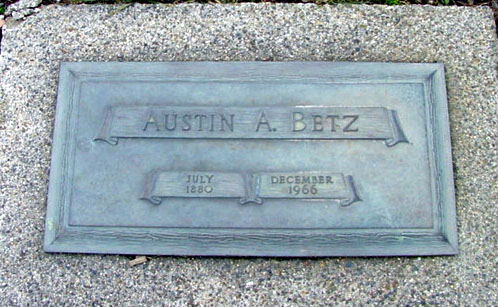 AUSTIN A. BETZ
JULY
1880
DECEMBER
1966